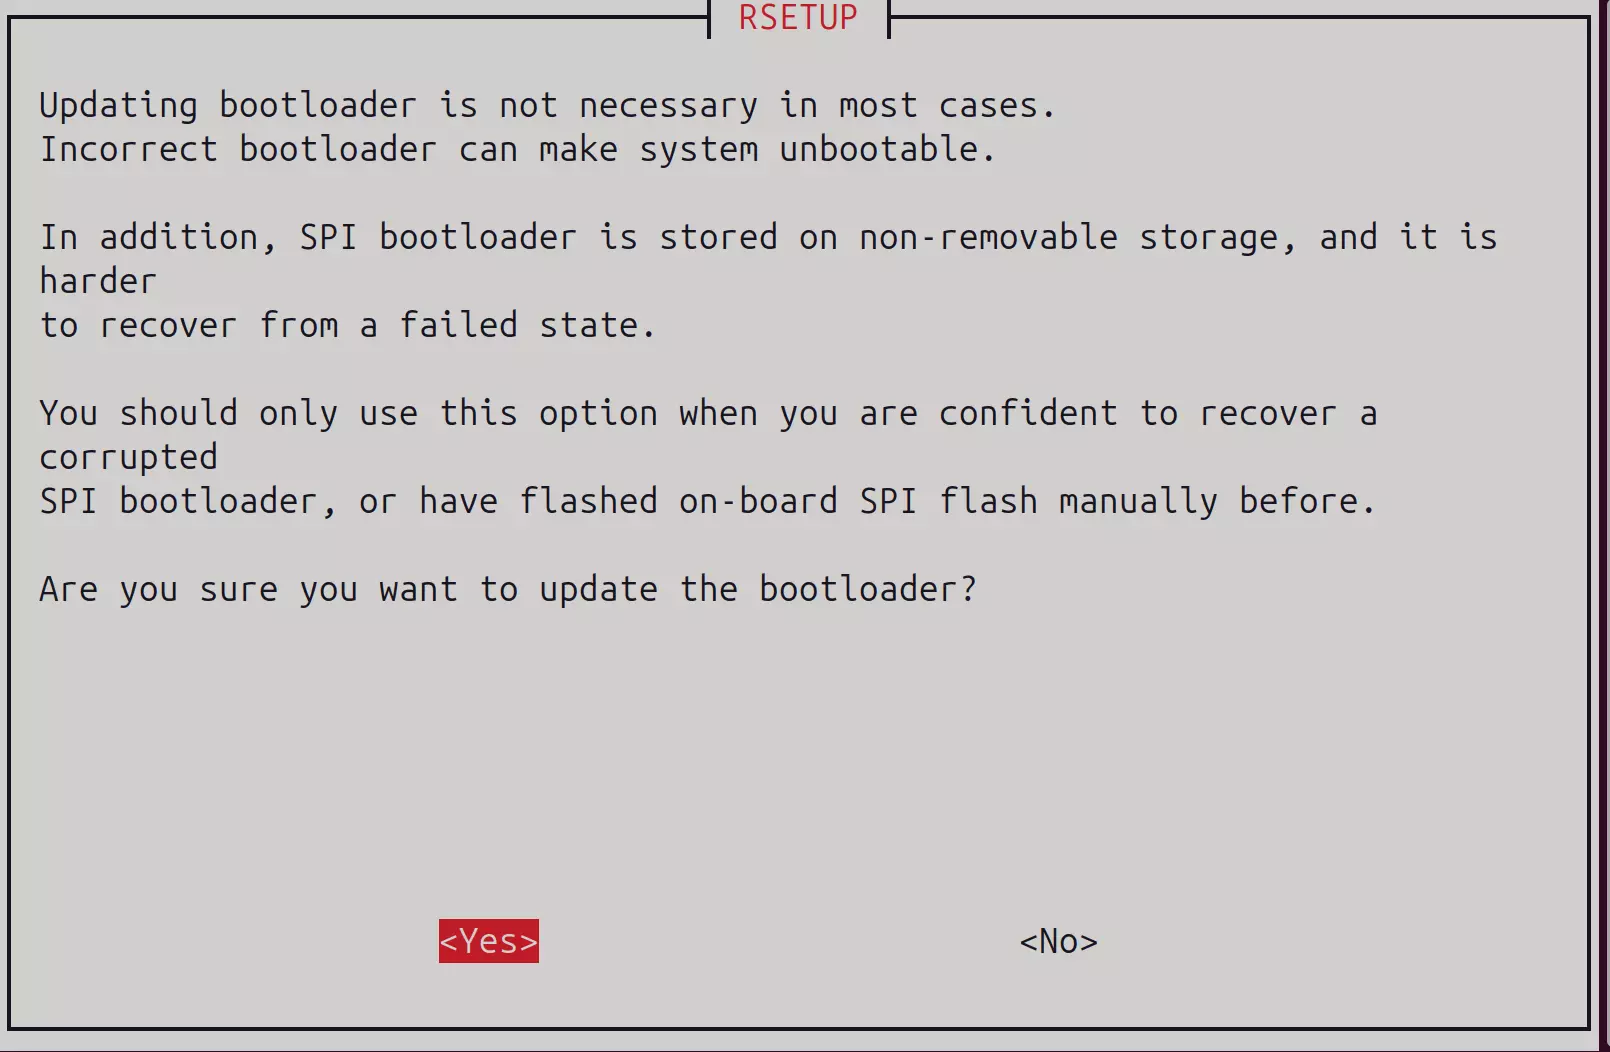 RSETUP
Updating bootloader is not necessary in most cases.
Incorrect bootloader can make system unbootable.
In addition, SPI bootloader is stored on non-removable storage, and it is
harder
to recover from a failed state.
You should only use this option when you are confident to recover a
corrupted
SPI bootloader, or have flashed on-board SPI flash manually before.
Are you sure you want to update the bootloader?
<Yes> <No>